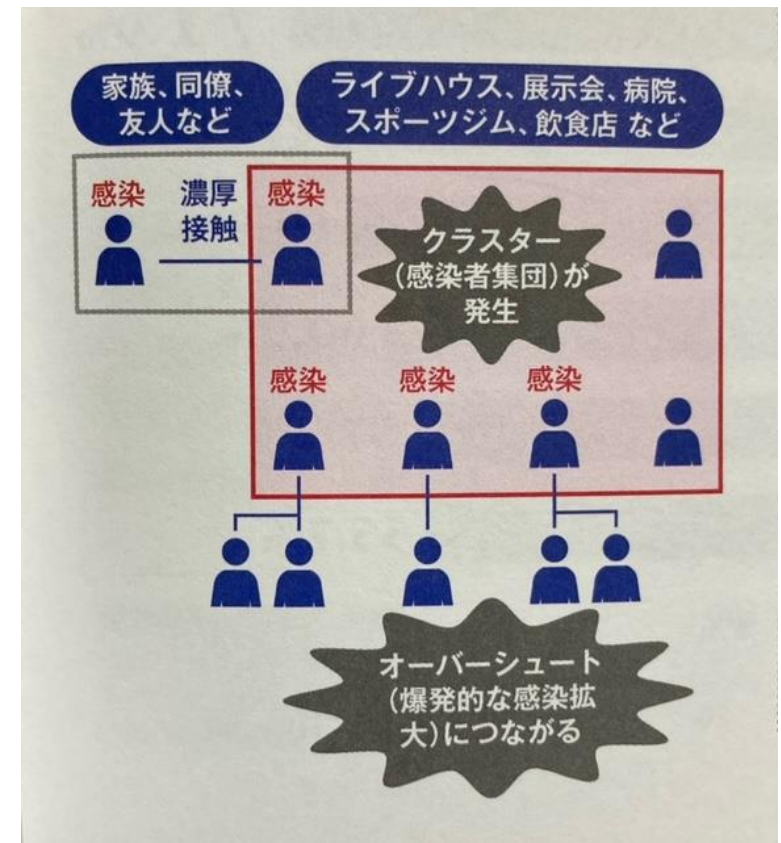 家族、同僚、
友人など
ライブハウス、展示会、病院、
スポーツジム、飲食店 など
感染
濃厚
接触
感染
クラスター
(感染者集団)が
発生
感染
感染
感染
オーバーシュート
(爆発的な感染拡
大)につながる